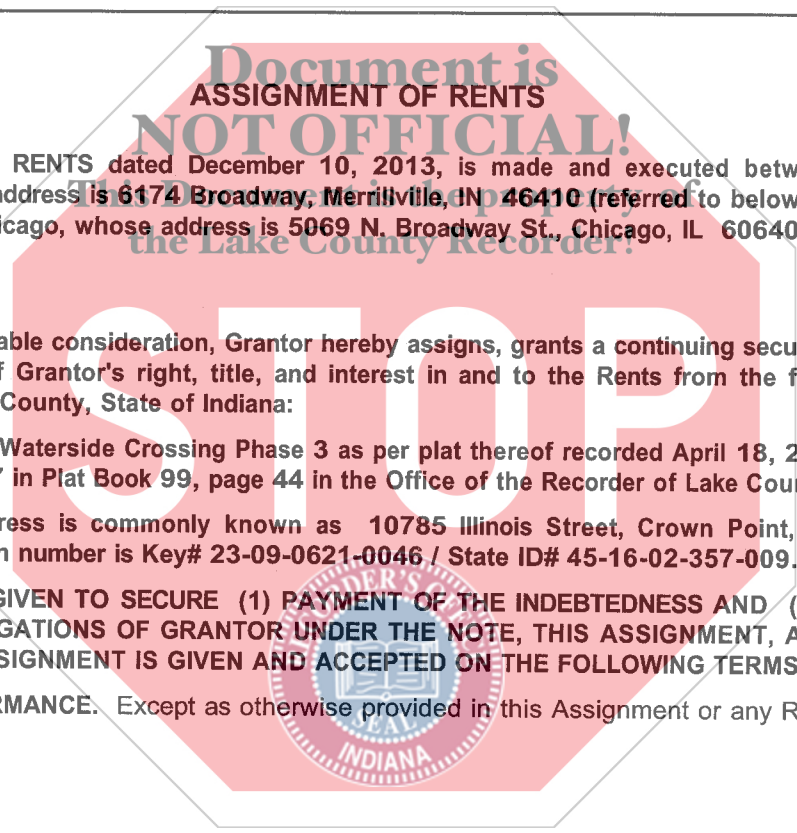 Document is
ASSIGNMENT OF RENTS
NOT OFFICIAL!
RENTS dated December 10, 2013, is made and executed betw
address is 6174 Broadway, Merrillville, IN 46410 (referred to below
This Document is the property of
icago, whose address is 5069 N. Broadway St., Chicago, IL 60640
the Lake County Recorder!
STOP
able consideration, Grantor hereby assigns, grants a continuing secu
f Grantor's right, title, and interest in and to the Rents from the f
County, State of Indiana:
Waterside Crossing Phase 3 as per plat thereof recorded April 18, 2
7 in Plat Book 99, page 44 in the Office of the Recorder of Lake Cou
ress is commonly known as 10785 Illinois Street, Crown Point,
n number is Key# 23-09-0621-0046 / State ID# 45-16-02-357-009.
GIVEN TO SECURE (1) PAYMENT OF THE INDEBTEDNESS AND (
GATIONS OF GRANTOR UNDER THE NOTE, THIS ASSIGNMENT, A
SIGNMENT IS GIVEN AND ACCEPTED ON THE FOLLOWING TERMS
RMANCE. Except as otherwise provided in this Assignment or any R
SEAL
INDIANA